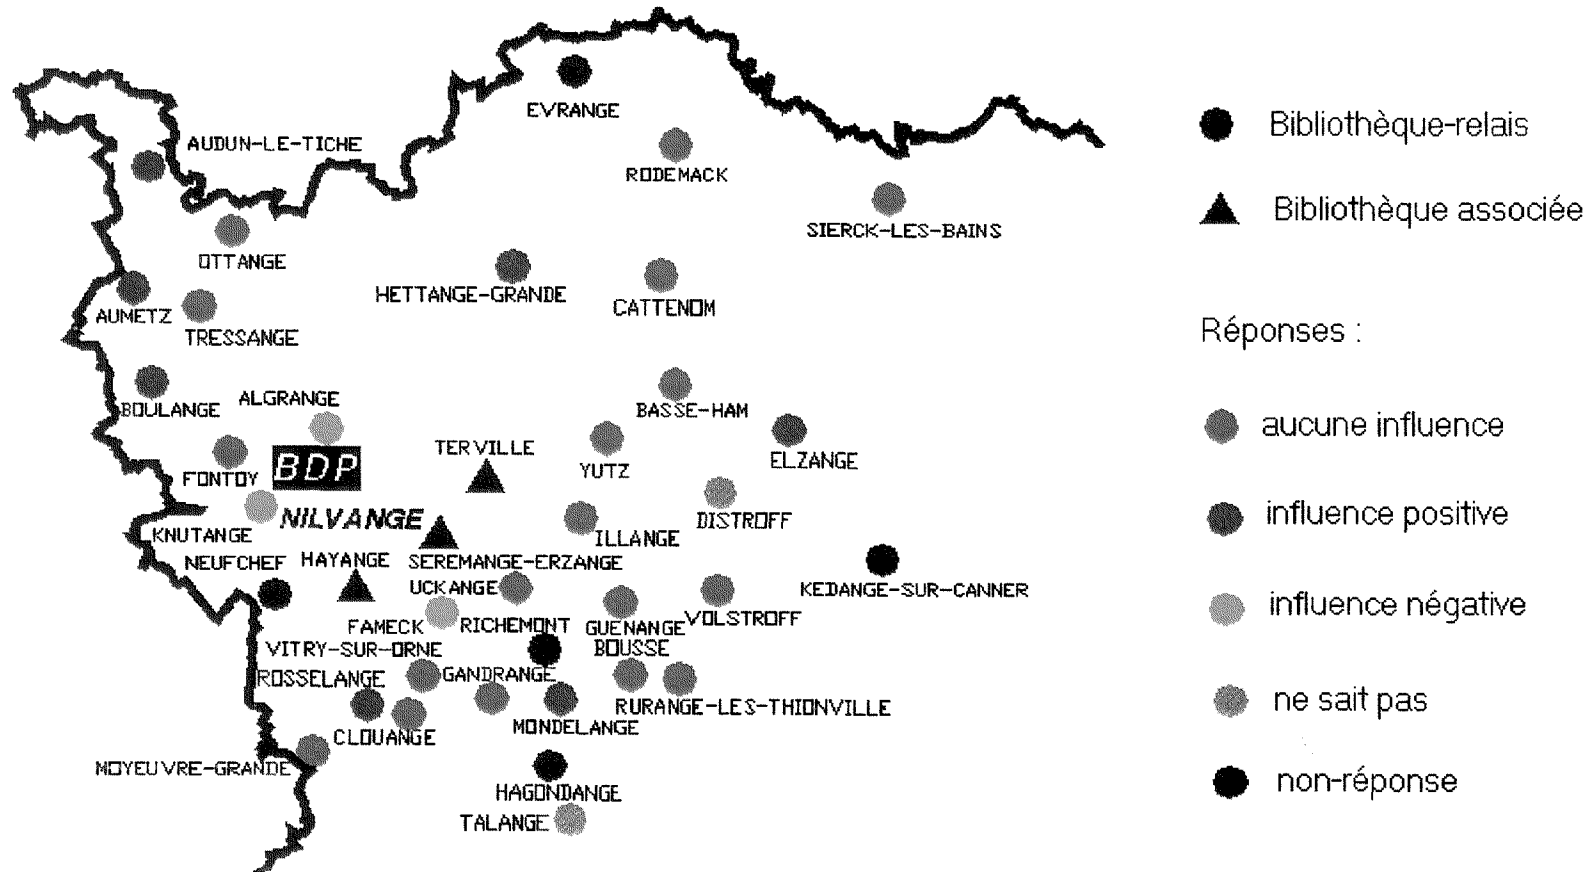 EVRANGE
AUDUN-LE-TICHE
RODEMACK
SIERCK-LES-BAINS
OTTANGE
HETTANGE-GRANDE
CATTENOM
AUMETZ
TRESSANGE
BOULANGE
ALGRANGE
BASSE-HAM
TERVILLE
ELZANGE
YUTZ
FONTOY
BDP
DISTROFF
NILVANGE
KNUTANGE
ILLANGE
NEUFCHEF
HAYANGE
SEREMANGE-ERZANGE
UCKANGE
KEDANGE-SUR-CANNER
VOLSTROFF
FAMECK
RICHEMONT
GUENANGE
VITRY-SUR-ORNE
BOUSSE
ROSSELANGE
GANDRANGE
RURANGE-LES-THIONVILLE
MONDELANGE
CLOUANGE
MOYEUVRE-GRANDE
HAGONDANGE
TALANGE
Bibliothèque-relais
Bibliothèque associée
Réponses :
aucune influence
influence positive
influence négative
ne sait pas
non-réponse